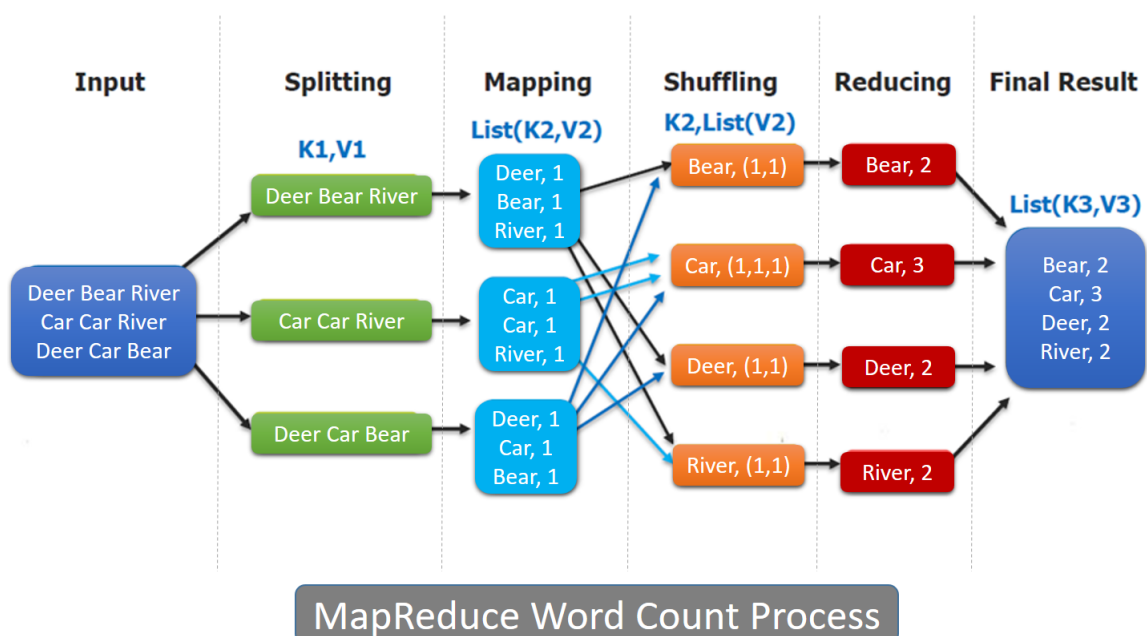 Input
Splitting
Mapping
Shuffling
Reducing
Final Result
K1,V1
List(K2,V2)
K2,List(V2)
List(K3,V3)
Deer Bear River
Car Car River
Deer Car Bear
Deer Bear River
Car Car River
Deer Car Bear
Deer, 1
Bear, 1
River, 1
Car, 1
Car, 1
River, 1
Deer, 1
Car, 1
Bear, 1
Bear, (1,1)
Car, (1,1,1)
Deer, (1,1)
River, (1,1)
Bear, 2
Car, 3
Deer, 2
River, 2
Bear, 2
Car, 3
Deer, 2
River, 2
MapReduce Word Count Process